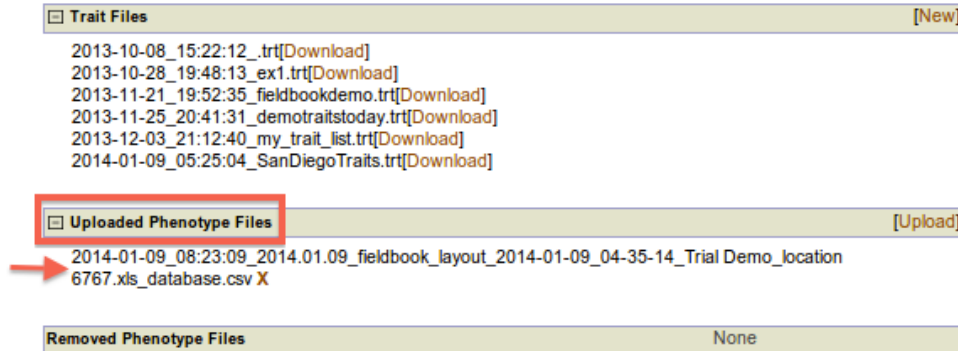 Trait Files [New]
2013-10-08_15:22:12_.trt[Download]
2013-10-28_19:48:13_ex1.trt[Download]
2013-11-21_19:52:35_fieldbookdemo.trt[Download]
2013-11-25_20:41:31_demotraitstoday.trt[Download]
2013-12-03_21:12:40_my_trait_list.trt[Download]
2014-01-09_05:25:04_SanDiegoTraits.trt[Download]
Uploaded Phenotype Files [Upload]
2014-01-09_08:23:09_2014.01.09_fieldbook_layout_2014-01-09_04-35-14_Trial Demo_location
6767.xls_database.csv X
Removed Phenotype Files None